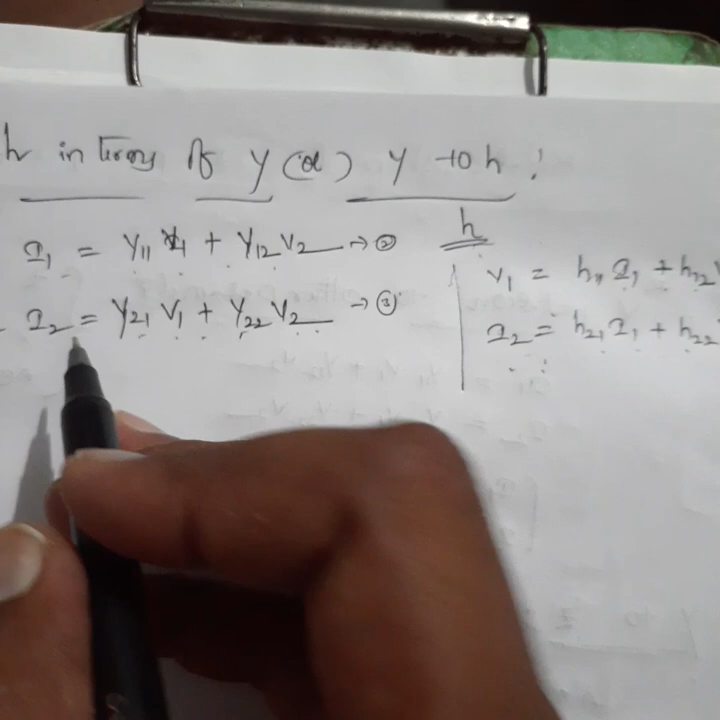 h in terms of Y (or) Y to h :
I₁ = Y₁₁ V₁ + Y₁₂ V₂ → ②
I₂ = Y₂₁ V₁ + Y₂₂ V₂ → ③
h
V₁ = h₁₁ I₁ + h₁₂ V
I₂ = h₂₁ I₁ + h₂₂